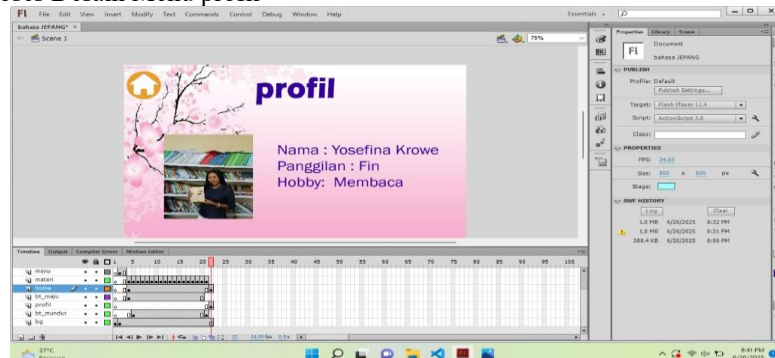 Fl File Edit View Insert Modify Text Commands Control Debug Window Help Essentials
bahasa JEPANG* ×
Scene 1 75%
profil
Nama : Yosefina Krowe
Panggilan : Fin
Hobby: Membaca
Properties Library Scene
Fl Document
bahasa JEPANG
PUBLISH
Profile: Default
Publish Settings...
Target: Flash Player 11.4
Script: ActionScript 3.0
Class:
PROPERTIES
FPS: 24.00
Size: 800 x 600 px
Stage:
SWF HISTORY
Log Clear
1.0 MB 6/20/2025 8:32 PM
1.0 MB 6/20/2025 8:31 PM
588.4 KB 6/20/2025 8:08 PM
Timeline Output Compiler Errors Motion Editor
1 5 10 15 20 25 30 35 40 45 50 55 60 65 70 75 80 85 90 95 100
menu
materi
home
bt_maju
profil
bt_mundur
bg
24.00 fps
27°C
8:41 PM
6/20/2025